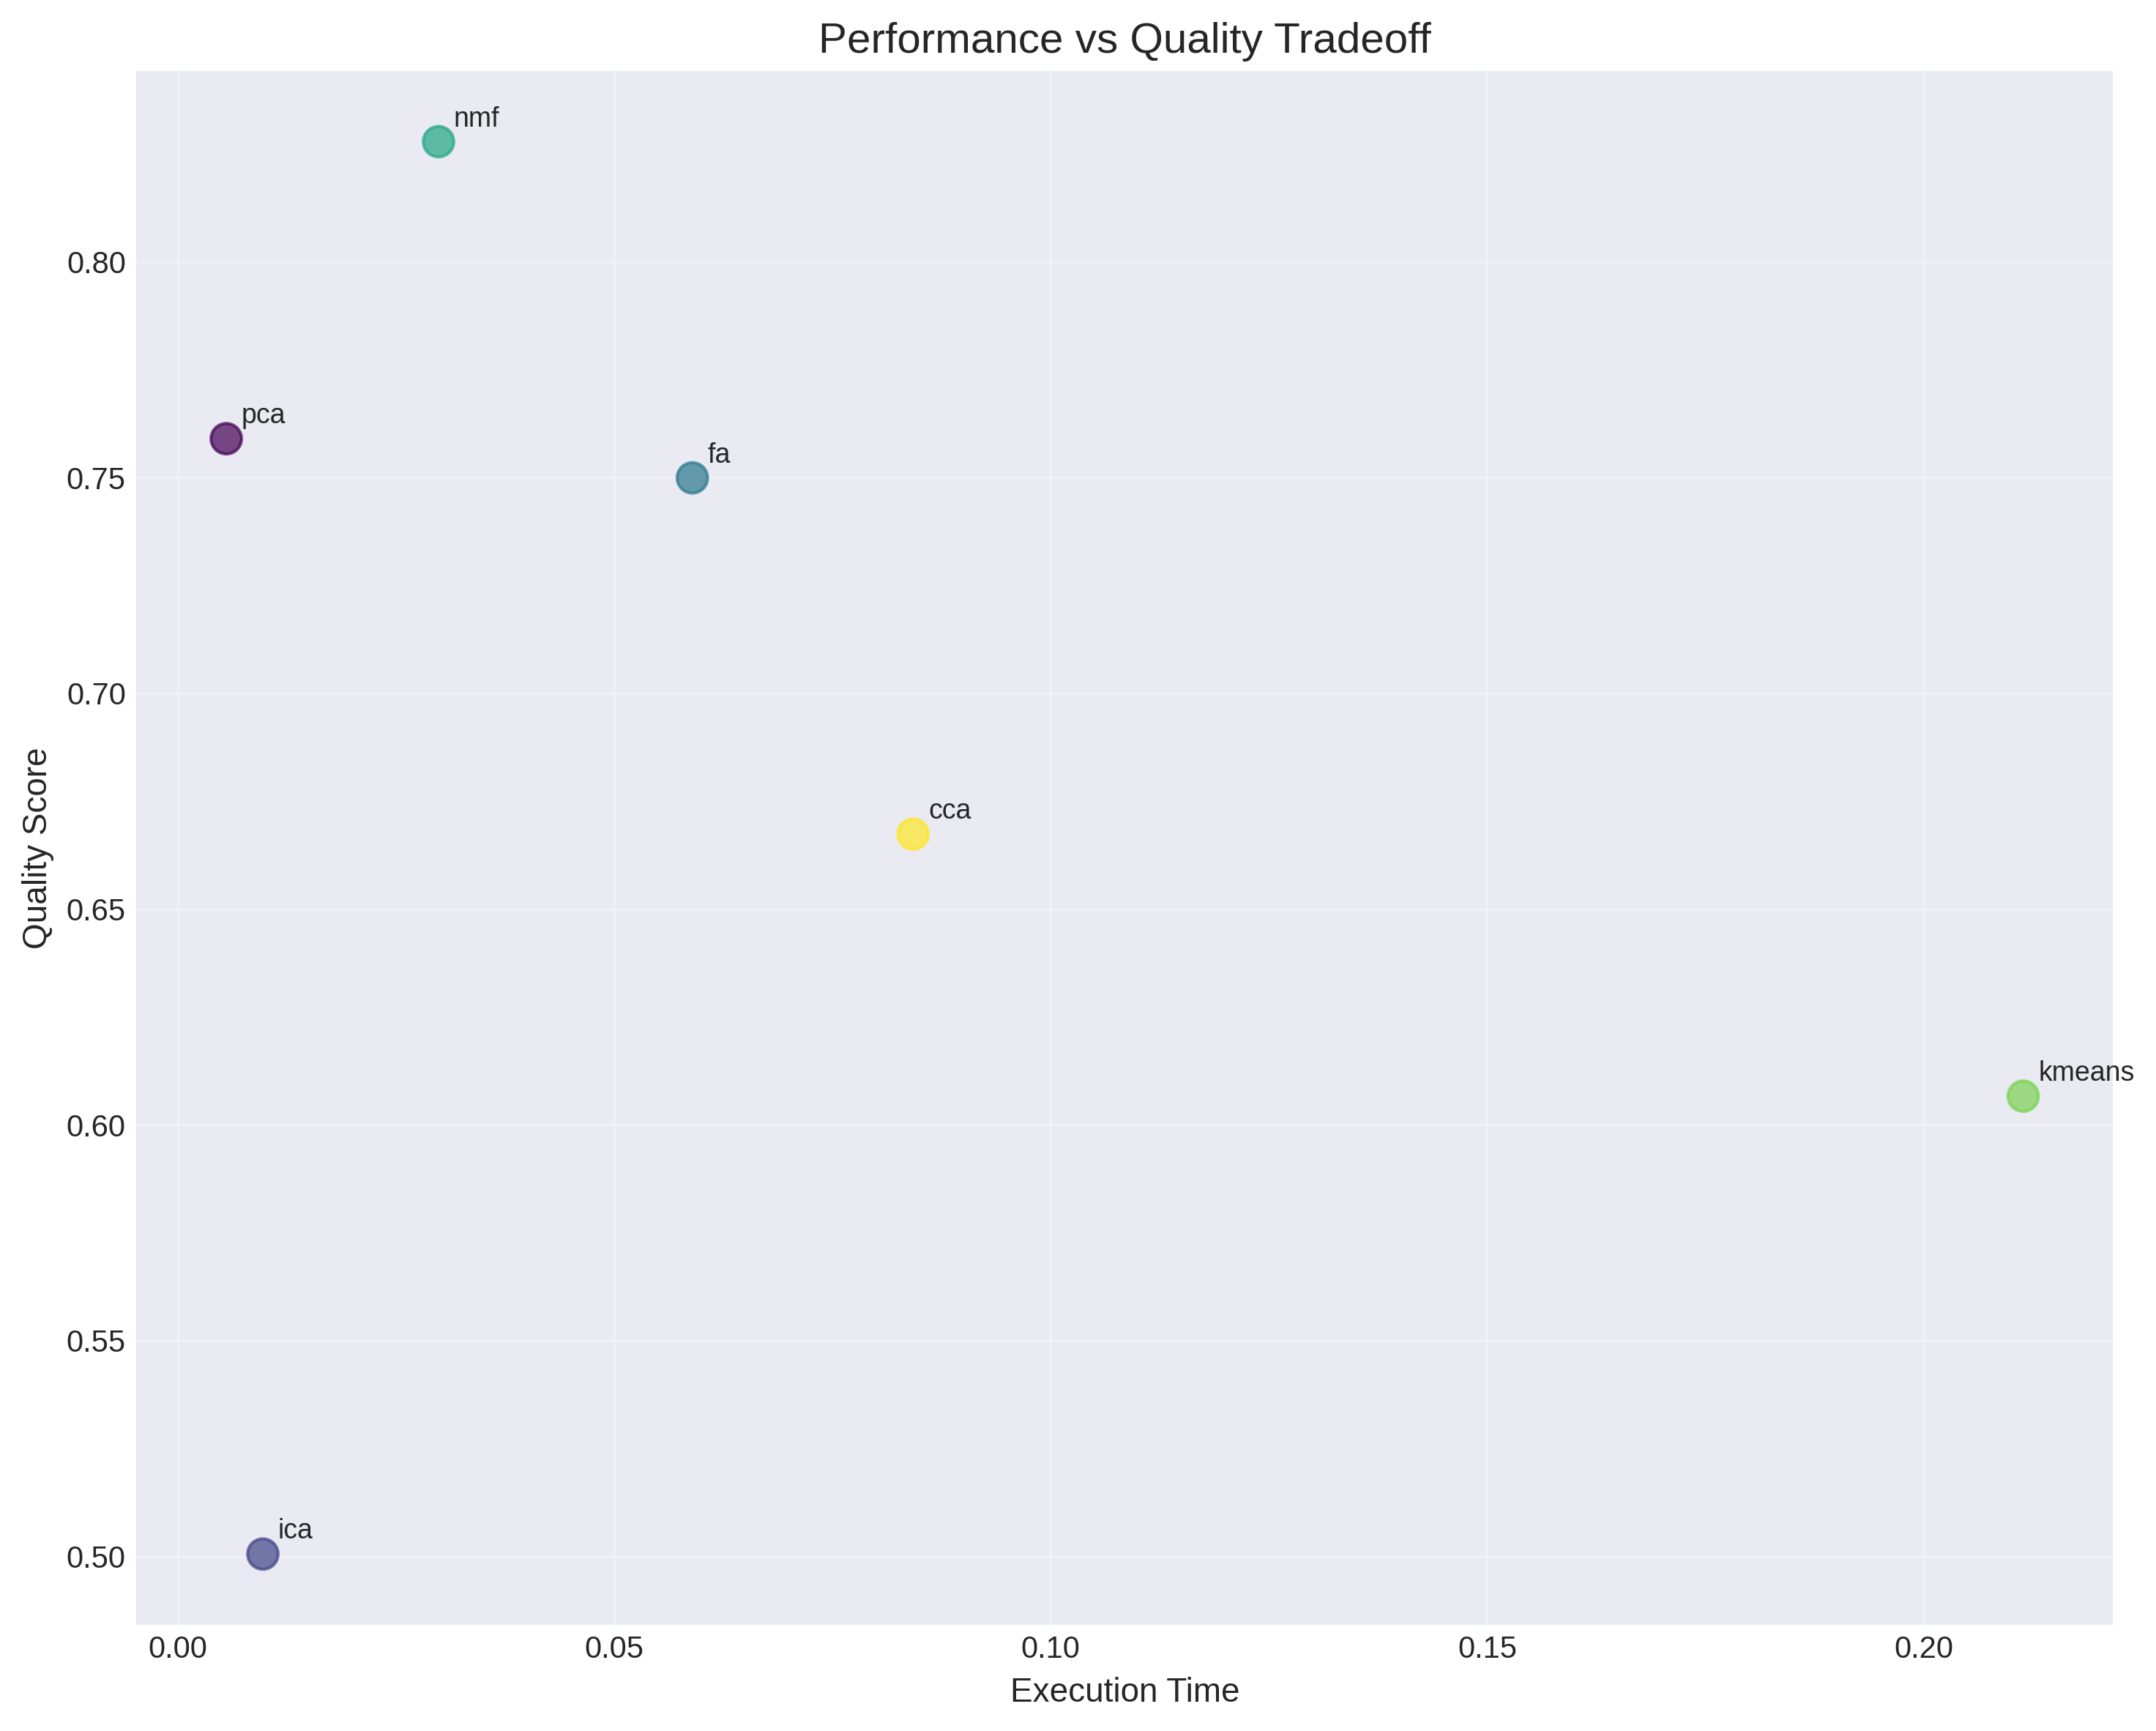 Performance vs Quality Tradeoff
nmf
0.80
pca
fa
0.75
0.70
cca
Quality Score
0.65
kmeans
0.60
0.55
ica
0.50
0.00 0.05 0.10 0.15 0.20
Execution Time